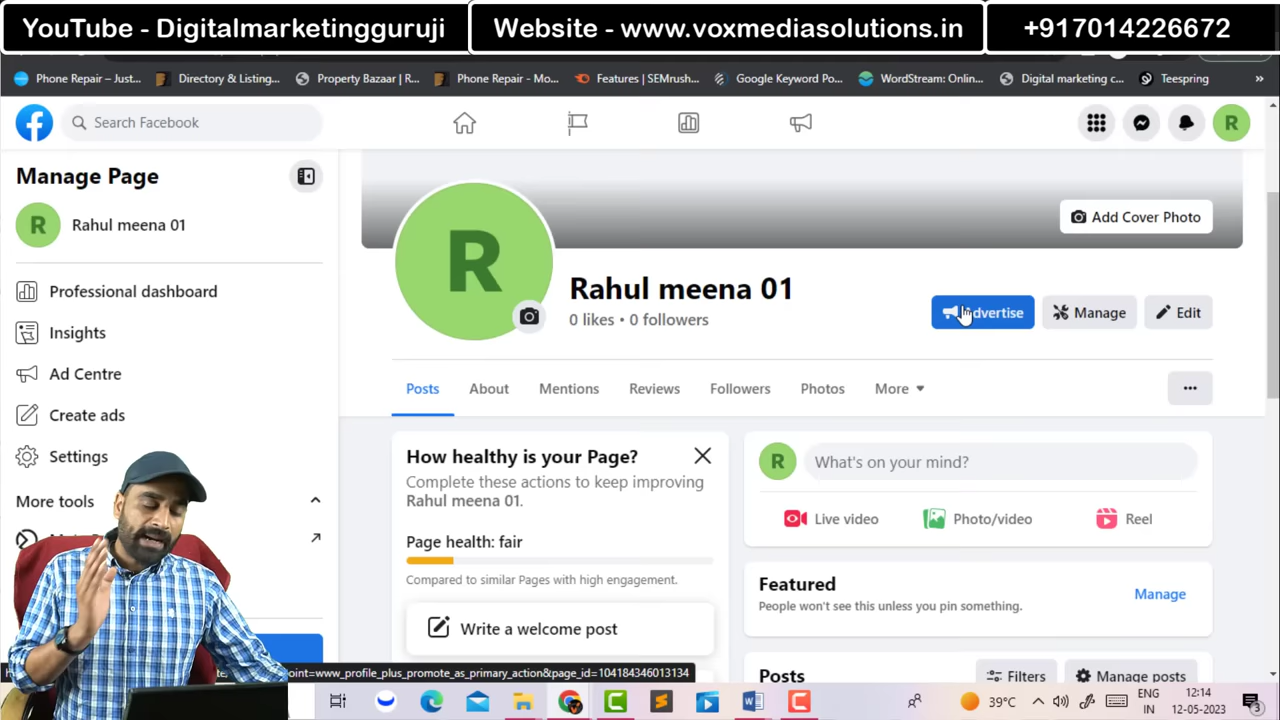 YouTube - Digitalmarketingguruji
Website - www.voxmediasolutions.in
+917014226672
Phone Repair – Just...
Directory & Listing...
Property Bazaar | R...
Phone Repair - Mo...
Features | SEMrush...
Google Keyword Po...
WordStream: Onlin...
Digital marketing c...
Teespring
»
Search Facebook
R
Manage Page
R
Rahul meena 01
Professional dashboard
Insights
Ad Centre
Create ads
Settings
More tools
R
Add Cover Photo
Rahul meena 01
0 likes • 0 followers
Manage
Edit
Posts
About
Mentions
Reviews
Followers
Photos
More
How healthy is your Page?
Complete these actions to keep improving
Rahul meena 01.
Page health: fair
Compared to similar Pages with high engagement.
Write a welcome post
R
What's on your mind?
Live video
Photo/video
Reel
Featured
Manage
People won't see this unless you pin something.
Posts
Filters
Manage posts
point=www_profile_plus_promote_as_primary_action&page_id=104184346013134
39°C
ENG
IN
12:14
12-05-2023
3